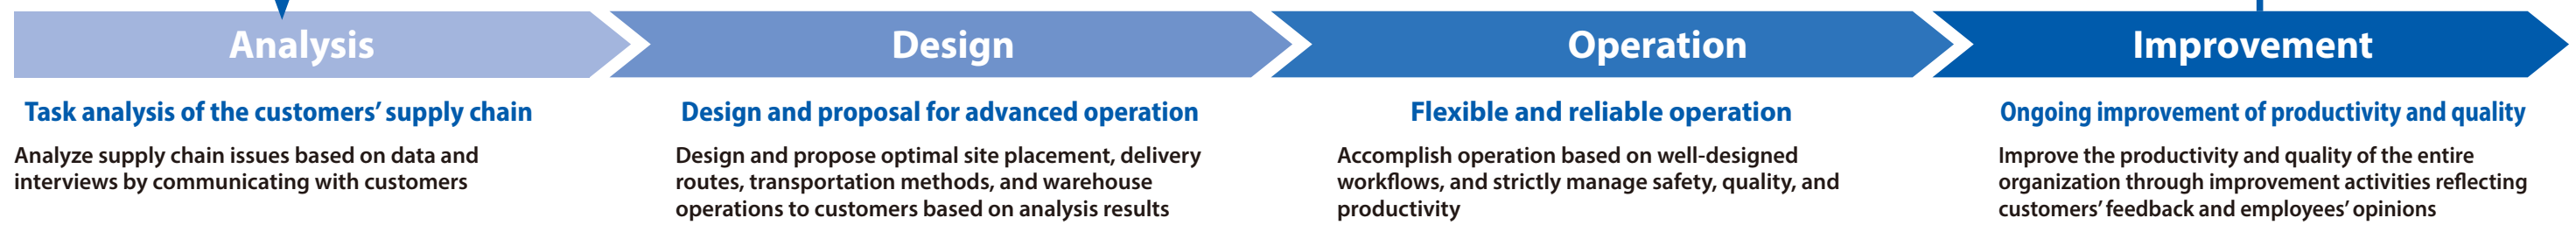 Analysis
Design
Operation
Improvement
Task analysis of the customers' supply chain
Analyze supply chain issues based on data and
interviews by communicating with customers
Design and proposal for advanced operation
Design and propose optimal site placement, delivery
routes, transportation methods, and warehouse
operations to customers based on analysis results
Flexible and reliable operation
Accomplish operation based on well-designed
workflows, and strictly manage safety, quality, and
productivity
Ongoing improvement of productivity and quality
Improve the productivity and quality of the entire
organization through improvement activities reflecting
customers' feedback and employees' opinions